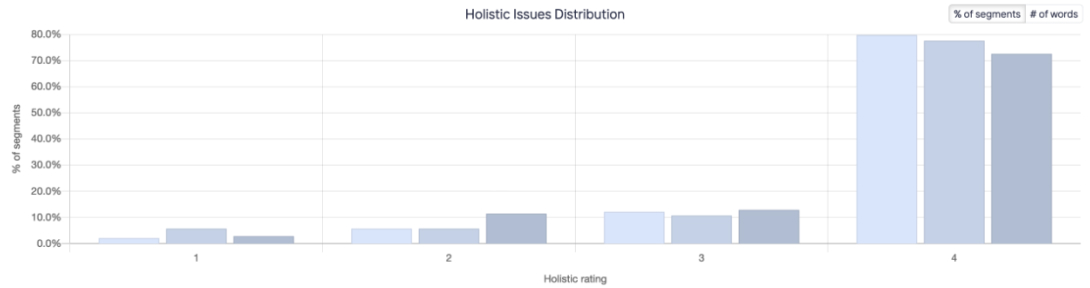 Holistic Issues Distribution
% of segments # of words
80.0%
70.0%
60.0%
50.0%
40.0%
30.0%
20.0%
10.0%
0.0%
% of segments
1 2 3 4
Holistic rating